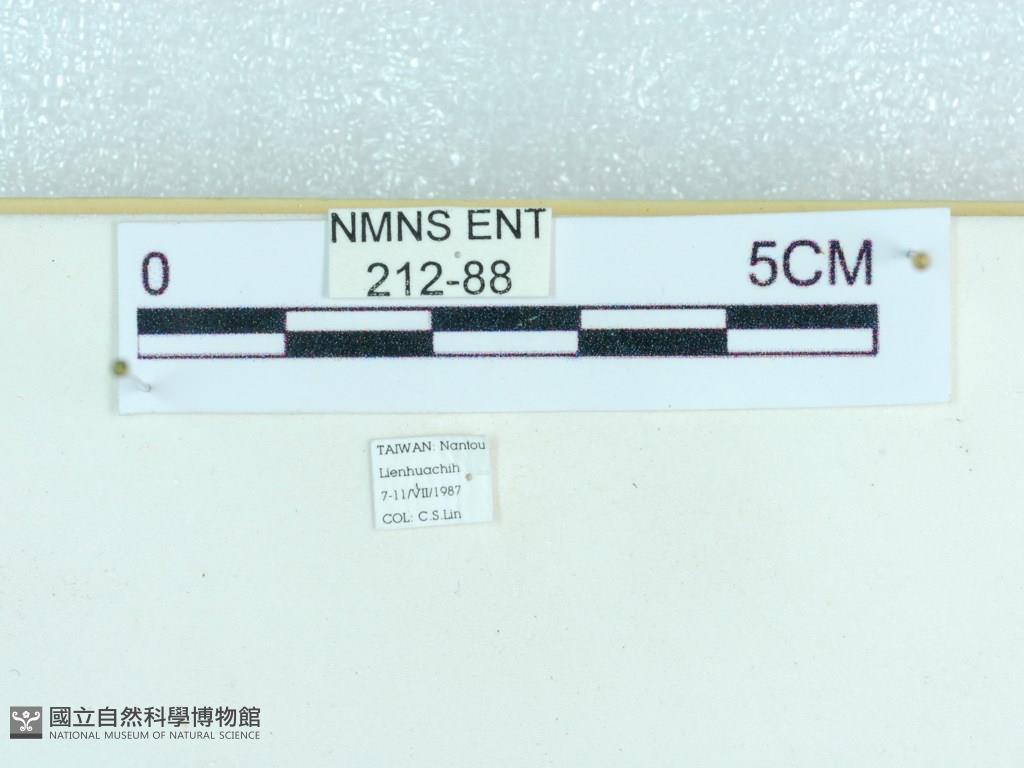 NMNS ENT
212-88
0
5CM
TAIWAN: Nantou
Lienhuachih
7-11/VII/1987
COL: C.S.Lin
國立自然科學博物館
NATIONAL MUSEUM OF NATURAL SCIENCE